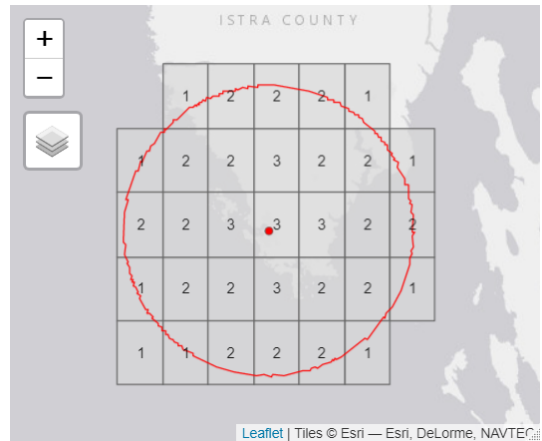 ISTRA COUNTY
+
−
1 2 2 2 1
1 2 2 3 2 2 1
2 2 3 3 3 2 2
1 2 2 3 2 2 1
1 1 2 2 2 1
Leaflet | Tiles © Esri — Esri, DeLorme, NAVTEQ